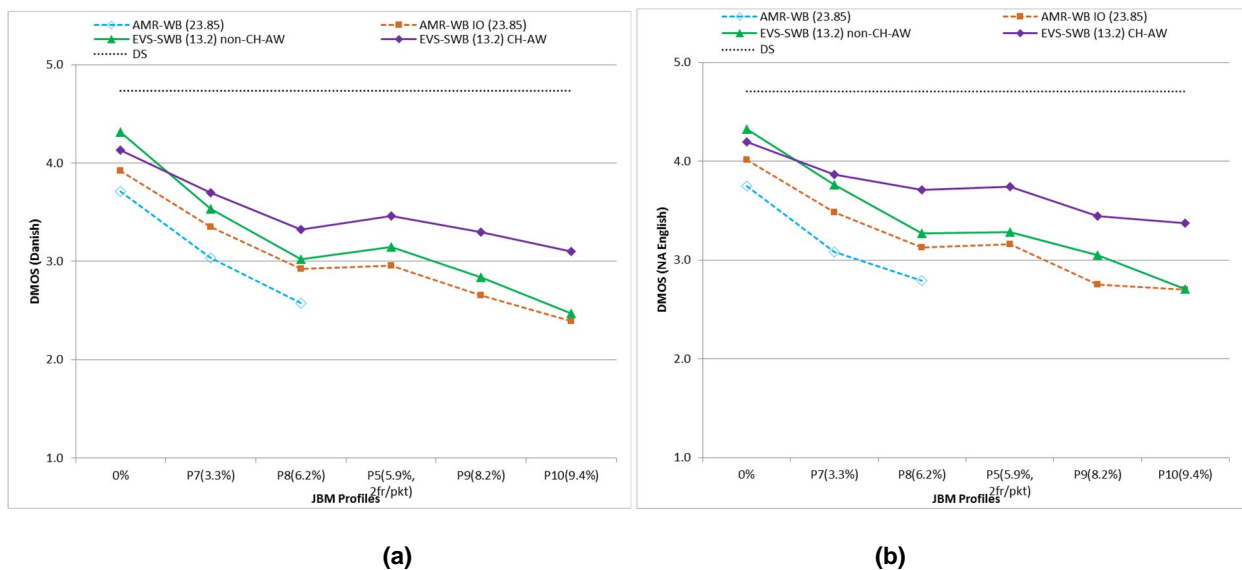 AMR-WB (23.85)
AMR-WB IO (23.85)
EVS-SWB (13.2) non-CH-AW
EVS-SWB (13.2) CH-AW
DS
5.0
4.0
3.0
2.0
1.0
DMOS (Danish)
0%
P7(3.3%)
P8(6.2%)
P5(5.9%,
2fr/pkt)
P9(8.2%)
P10(9.4%)
JBM Profiles
(a)
AMR-WB (23.85)
AMR-WB IO (23.85)
EVS-SWB (13.2) non-CH-AW
EVS-SWB (13.2) CH-AW
DS
5.0
4.0
3.0
2.0
1.0
DMOS (NA English)
0%
P7(3.3%)
P8(6.2%)
P5(5.9%,
2fr/pkt)
P9(8.2%)
P10(9.4%)
JBM Profiles
(b)